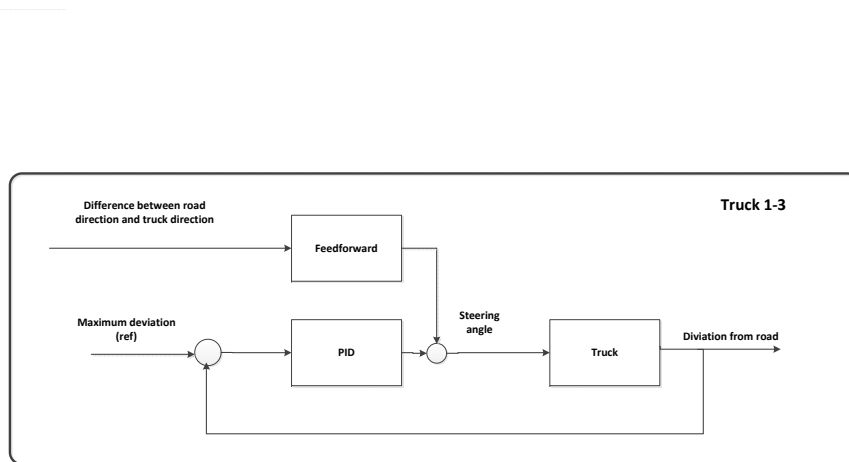 Truck 1-3
Difference between road
direction and truck direction
Feedforward
Maximum deviation
(ref)
PID
Steering
angle
Truck
Diviation from road